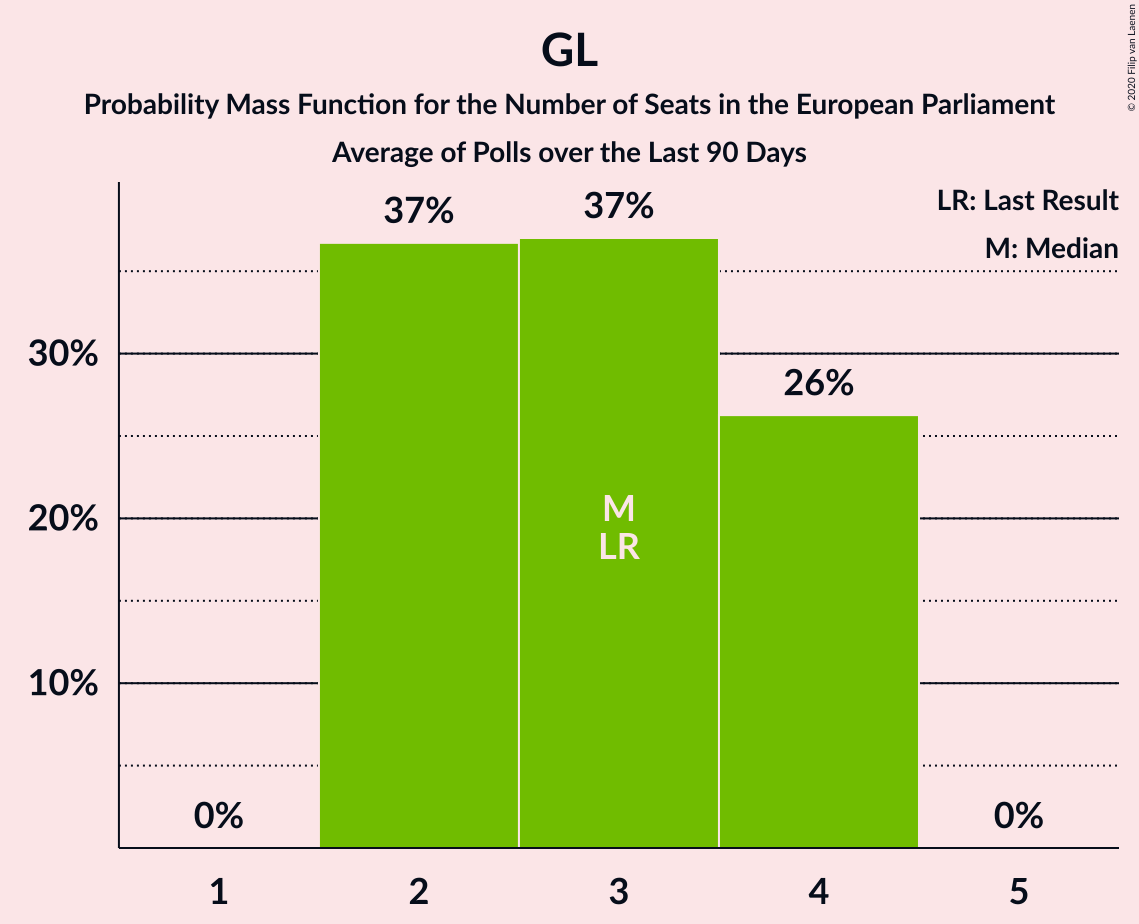 GL
Probability Mass Function for the Number of Seats in the European Parliament
Average of Polls over the Last 90 Days
© 2020 Filip van Laenen
LR: Last Result
M: Median
37%
37%
26%
0%
0%
M
LR
30%
20%
10%
1
2
3
4
5